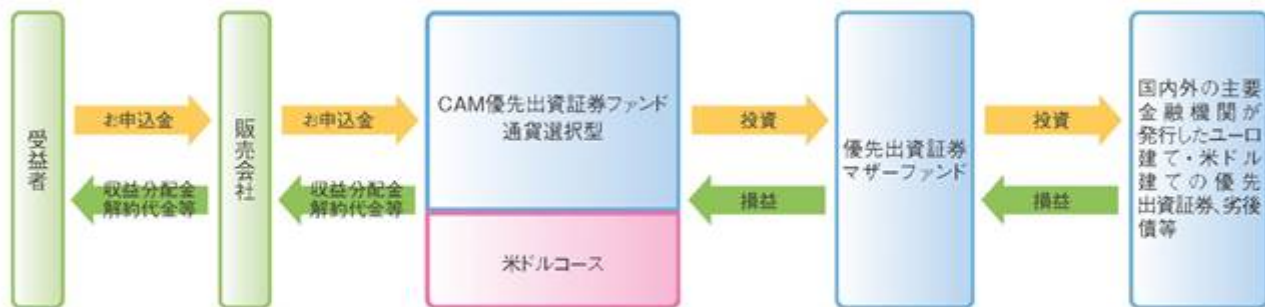 受益者
お申込金
収益分配金
解約代金等
販売会社
お申込金
収益分配金
解約代金等
CAM優先出資証券ファンド
通貨選択型
米ドルコース
投資
損益
優先出資証券
マザーファンド
投資
損益
国内外の主要
金融機関が
発行したユーロ
建て・米ドル
建ての優先
出資証券、劣後
債等